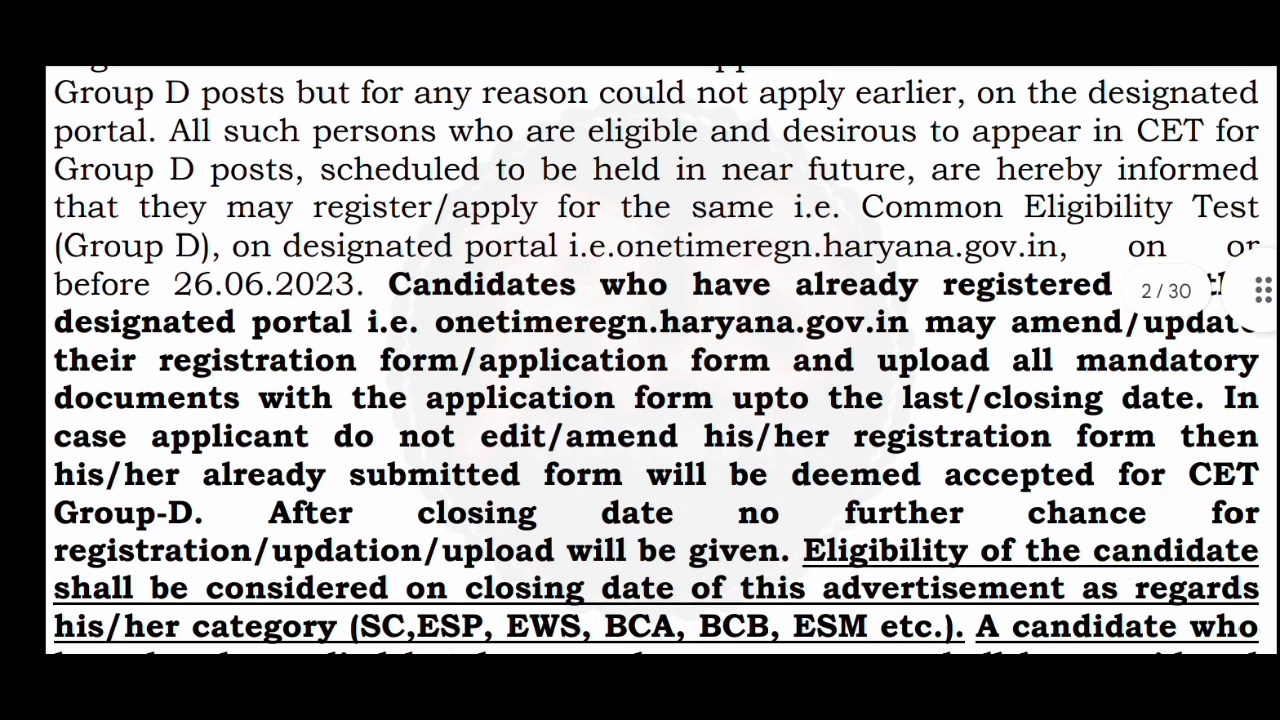 Group D posts but for any reason could not apply earlier, on the designated
portal. All such persons who are eligible and desirous to appear in CET for
Group D posts, scheduled to be held in near future, are hereby informed
that they may register/apply for the same i.e. Common Eligibility Test
(Group D), on designated portal i.e.onetimeregn.haryana.gov.in, on or
before 26.06.2023. Candidates who have already registered
2 / 30
designated portal i.e. onetimeregn.haryana.gov.in may amend/update
their registration form/application form and upload all mandatory
documents with the application form upto the last/closing date. In
case applicant do not edit/amend his/her registration form then
his/her already submitted form will be deemed accepted for CET
Group-D. After closing date no further chance for
registration/updation/upload will be given. Eligibility of the candidate
shall be considered on closing date of this advertisement as regards
his/her category (SC,ESP, EWS, BCA, BCB, ESM etc.). A candidate who